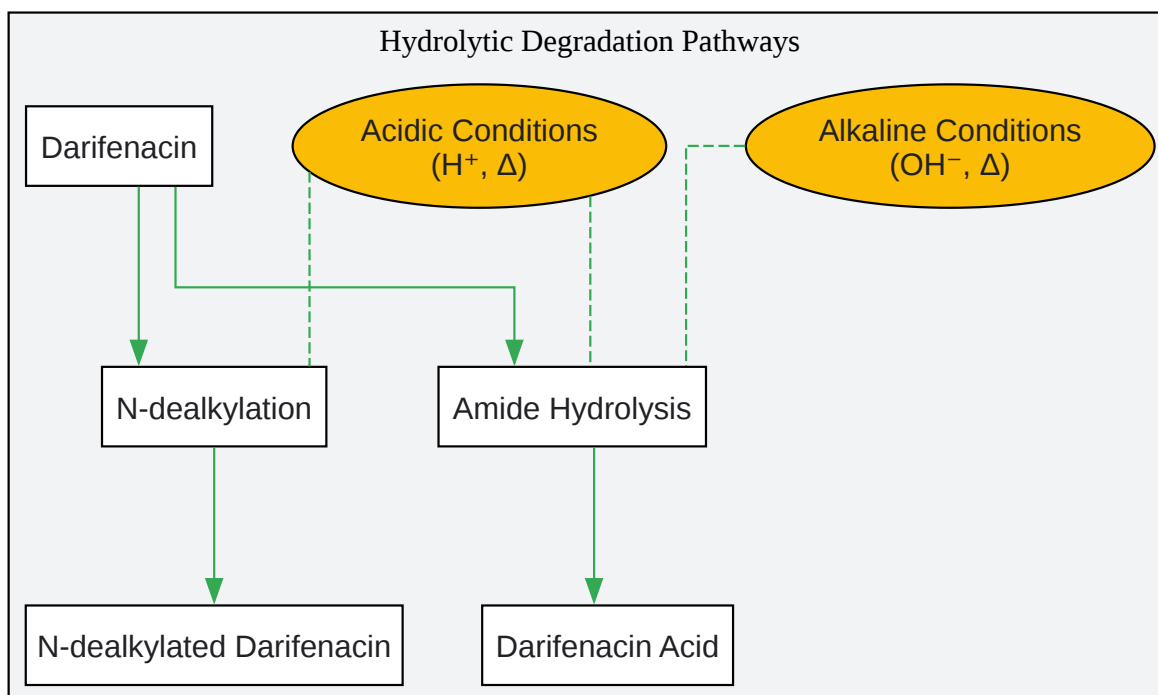 Hydrolytic Degradation Pathways
Darifenacin
Acidic Conditions
(H⁺, Δ)
Alkaline Conditions
(OH⁻, Δ)
N-dealkylation
Amide Hydrolysis
N-dealkylated Darifenacin
Darifenacin Acid